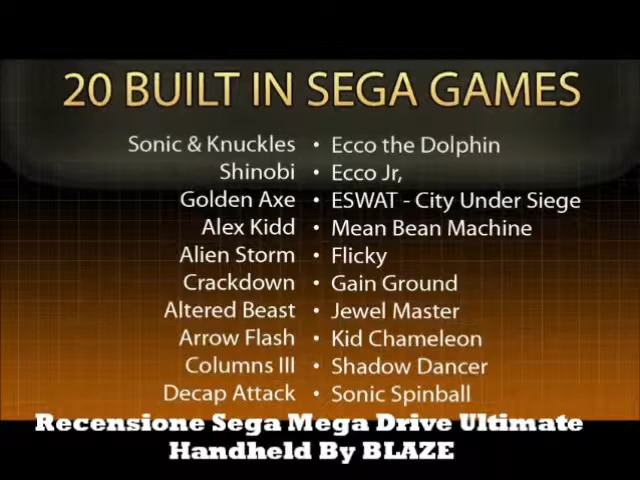 20 BUILT IN SEGA GAMES
Sonic & Knuckles • Ecco the Dolphin
Shinobi • Ecco Jr,
Golden Axe • ESWAT - City Under Siege
Alex Kidd • Mean Bean Machine
Alien Storm • Flicky
Crackdown • Gain Ground
Altered Beast • Jewel Master
Arrow Flash • Kid Chameleon
Columns III • Shadow Dancer
Decap Attack • Sonic Spinball
Recensione Sega Mega Drive Ultimate
Handheld By BLAZE